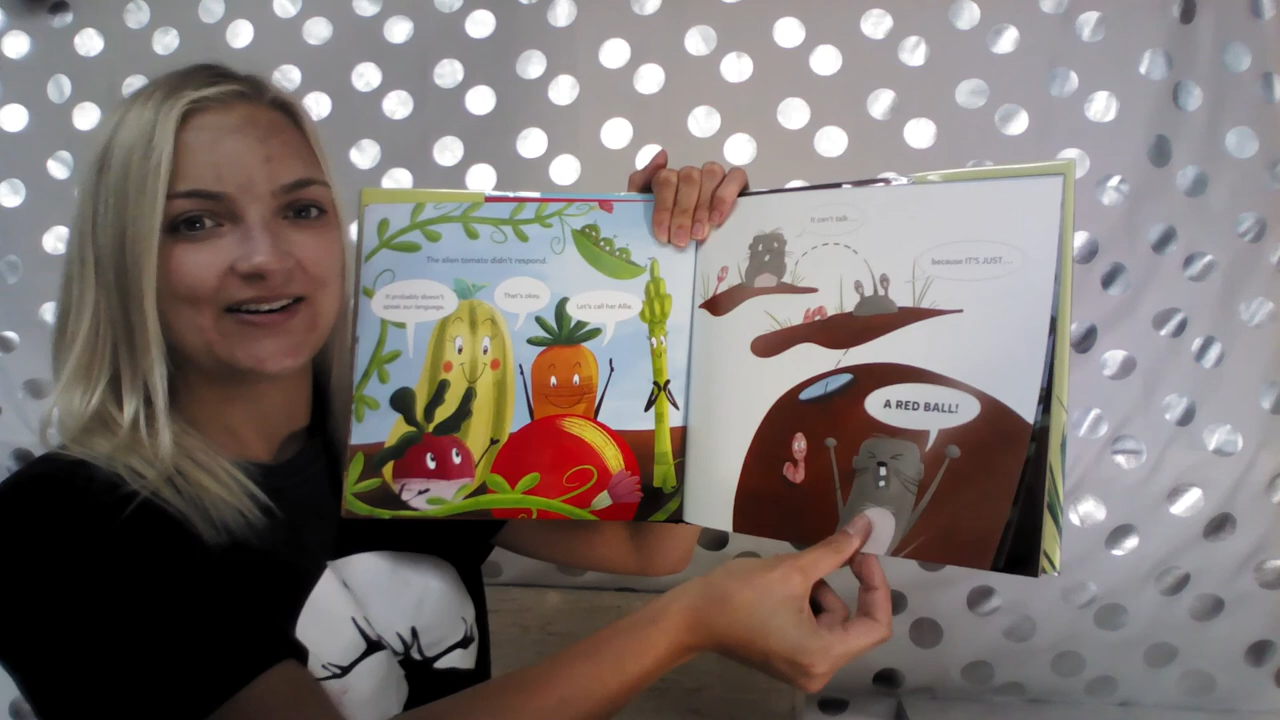 The alien tomato didn't respond.
It probably doesn't
speak our language.
That's okay.
Let's call her Allie.
It can't talk...
because IT'S JUST...
A RED BALL!